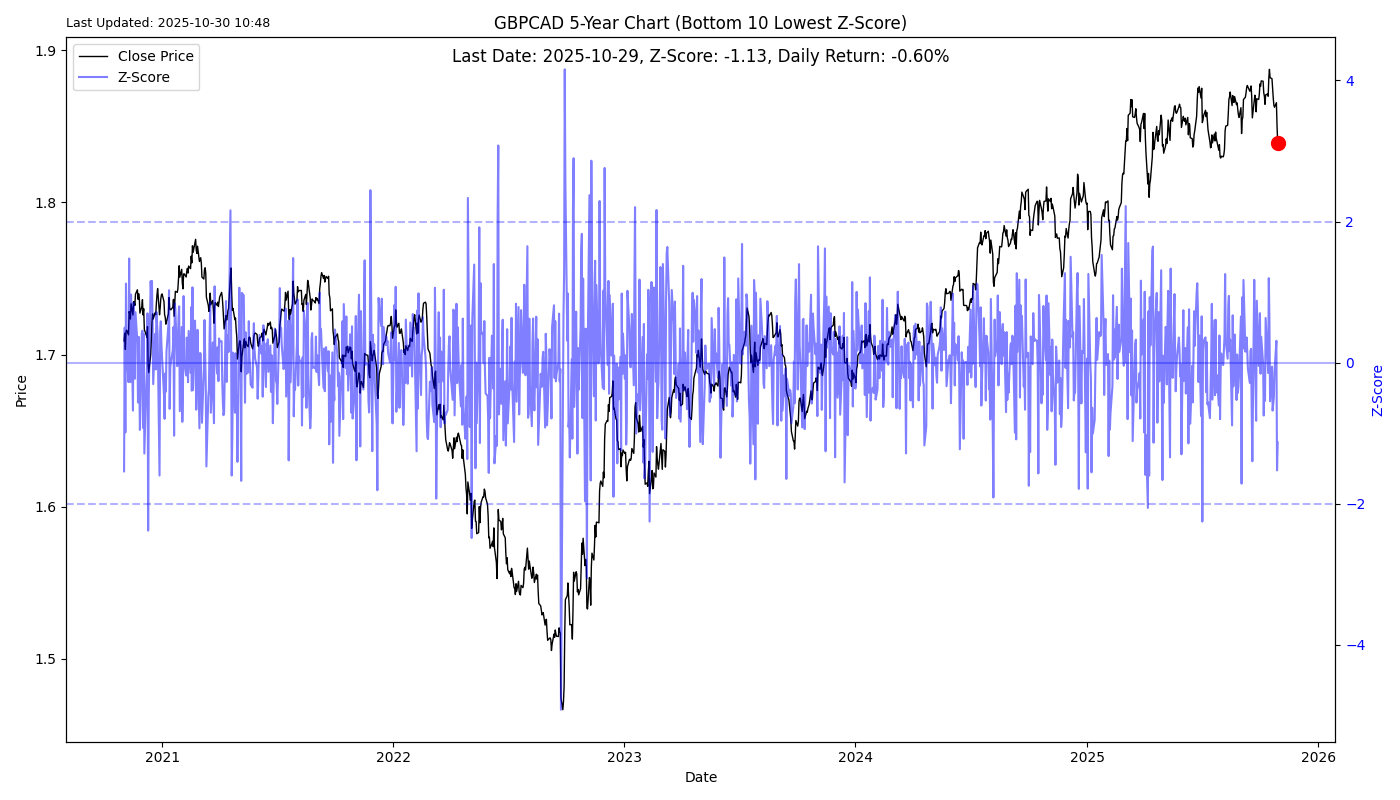 Last Updated: 2025-10-30 10:48
GBPCAD 5-Year Chart (Bottom 10 Lowest Z-Score)
Last Date: 2025-10-29, Z-Score: -1.13, Daily Return: -0.60%
Close Price
Z-Score
1.9
1.8
1.7
1.6
1.5
Price
4
2
0
−2
−4
Z-Score
2021
2022
2023
2024
2025
2026
Date